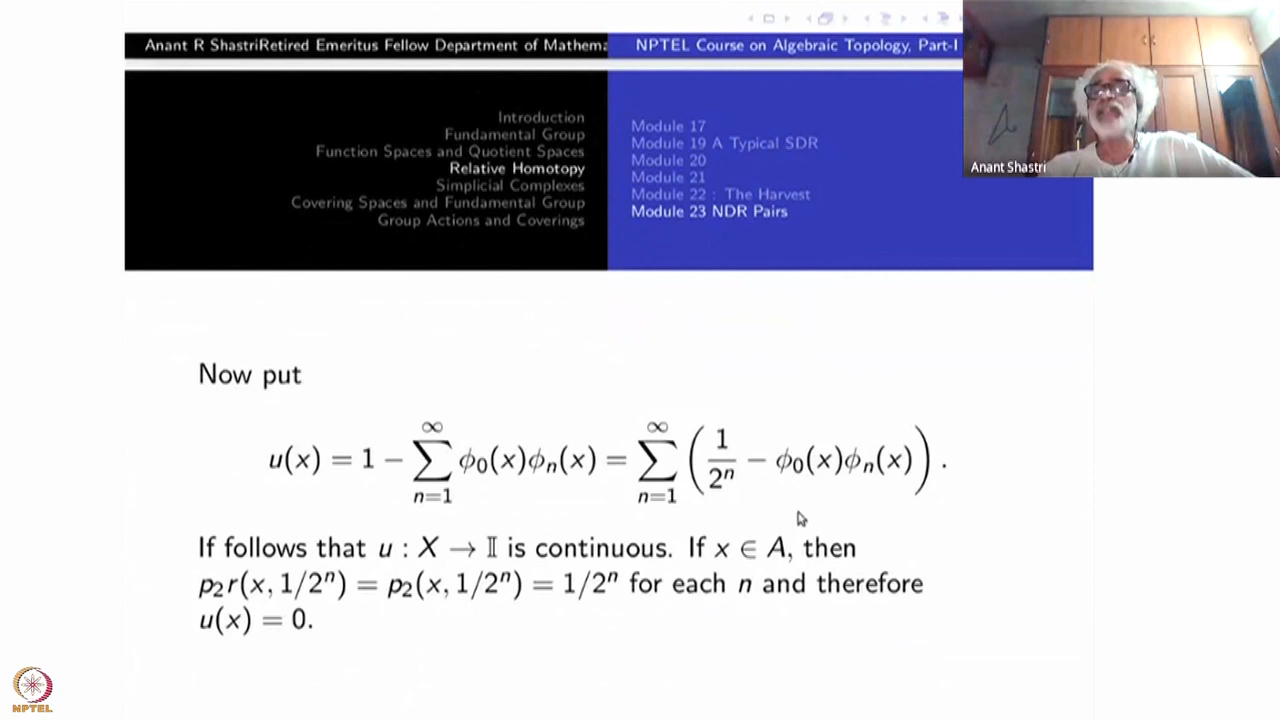 Anant R ShastriRetired Emeritus Fellow Department of Mathema
NPTEL Course on Algebraic Topology, Part-I
Introduction
Fundamental Group
Function Spaces and Quotient Spaces
Relative Homotopy
Simplicial Complexes
Covering Spaces and Fundamental Group
Group Actions and Coverings
Module 17
Module 19 A Typical SDR
Module 20
Module 21
Module 22 : The Harvest
Module 23 NDR Pairs
Anant Shastri
Now put
u(x) = 1 − ∑_{n=1}^{∞} ϕ₀(x)ϕₙ(x) = ∑_{n=1}^{∞} (1/2ⁿ − ϕ₀(x)ϕₙ(x)) .
If follows that u : X → 𝕀 is continuous. If x ∈ A, then
p₂r(x, 1/2ⁿ) = p₂(x, 1/2ⁿ) = 1/2ⁿ for each n and therefore
u(x) = 0.
NPTEL